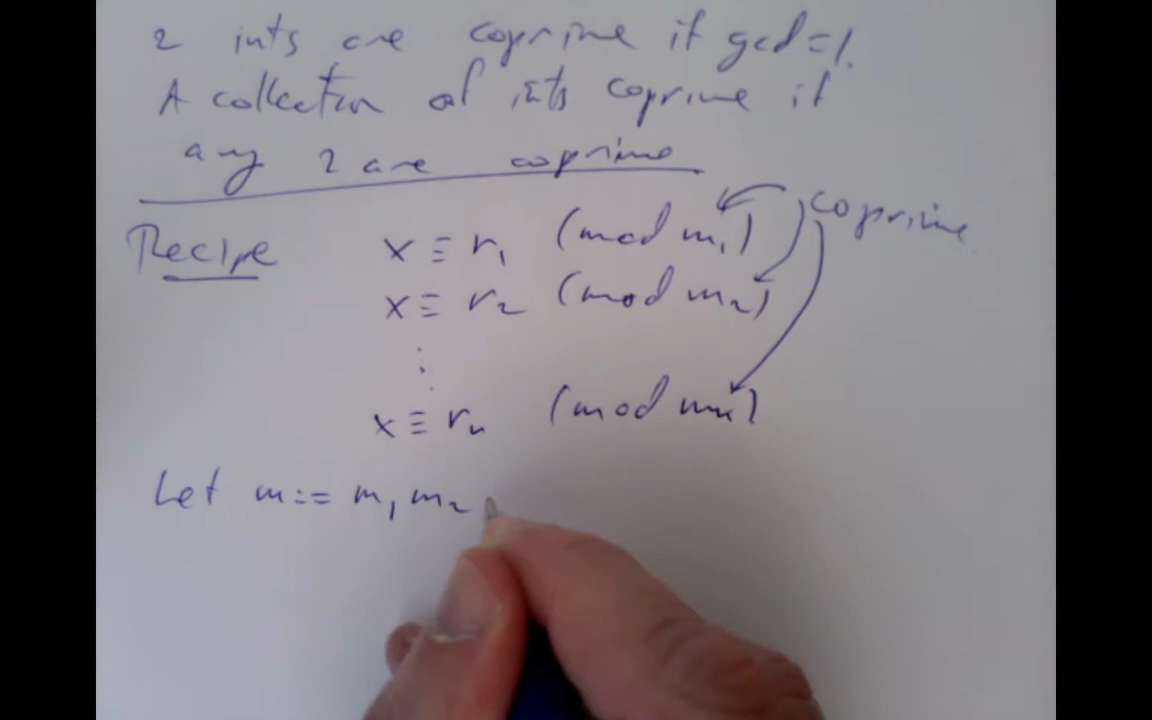 2 ints are coprime if gcd=1.
A collection of ints coprime if
any 2 are coprime
Recipe x ≡ r₁ (mod m₁) coprime
x ≡ r₂ (mod m₂)
⋮
x ≡ rₙ (mod mₙ)
Let m := m₁ m₂